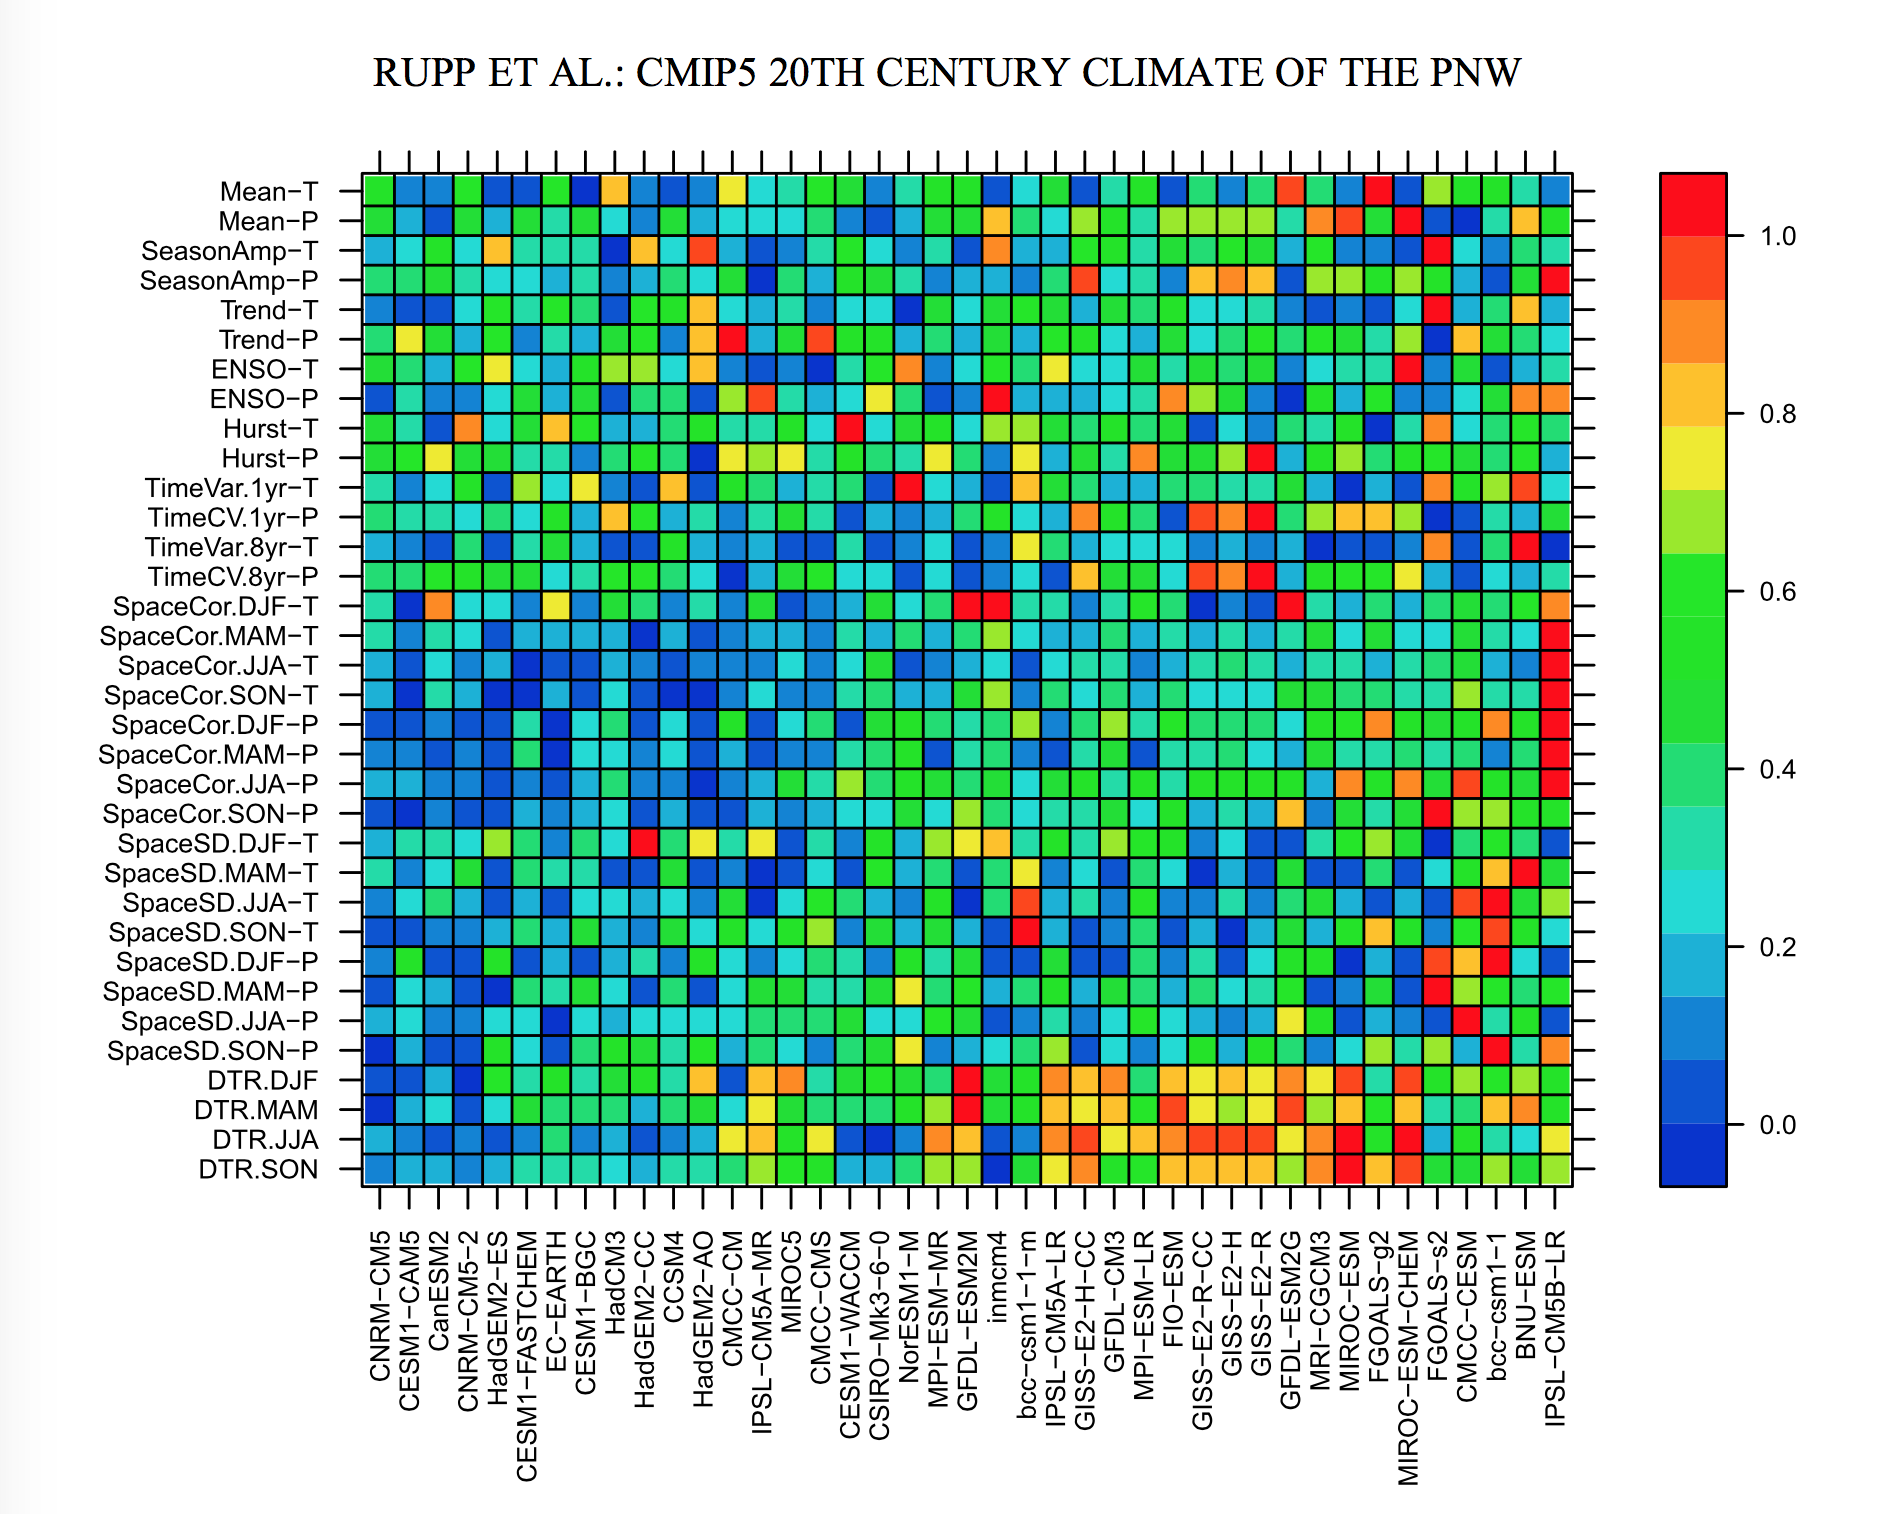 RUPP ET AL.: CMIP5 20TH CENTURY CLIMATE OF THE PNW
Mean−T
Mean−P
SeasonAmp−T
SeasonAmp−P
Trend−T
Trend−P
ENSO−T
ENSO−P
Hurst−T
Hurst−P
TimeVar.1yr−T
TimeCV.1yr−P
TimeVar.8yr−T
TimeCV.8yr−P
SpaceCor.DJF−T
SpaceCor.MAM−T
SpaceCor.JJA−T
SpaceCor.SON−T
SpaceCor.DJF−P
SpaceCor.MAM−P
SpaceCor.JJA−P
SpaceCor.SON−P
SpaceSD.DJF−T
SpaceSD.MAM−T
SpaceSD.JJA−T
SpaceSD.SON−T
SpaceSD.DJF−P
SpaceSD.MAM−P
SpaceSD.JJA−P
SpaceSD.SON−P
DTR.DJF
DTR.MAM
DTR.JJA
DTR.SON
1.0
0.8
0.6
0.4
0.2
0.0
CNRM−CM5
CESM1−CAM5
CanESM2
CNRM−CM5−2
HadGEM2−ES
CESM1−FASTCHEM
EC−EARTH
CESM1−BGC
HadCM3
HadGEM2−CC
CCSM4
HadGEM2−AO
CMCC−CM
IPSL−CM5A−MR
MIROC5
CMCC−CMS
CESM1−WACCM
CSIRO−Mk3−6−0
NorESM1−M
MPI−ESM−MR
GFDL−ESM2M
inmcm4
bcc−csm1−1−m
IPSL−CM5A−LR
GISS−E2−H−CC
GFDL−CM3
MPI−ESM−LR
FIO−ESM
GISS−E2−R−CC
GISS−E2−H
GISS−E2−R
GFDL−ESM2G
MRI−CGCM3
MIROC−ESM
FGOALS−g2
MIROC−ESM−CHEM
FGOALS−s2
CMCC−CESM
bcc−csm1−1
BNU−ESM
IPSL−CM5B−LR